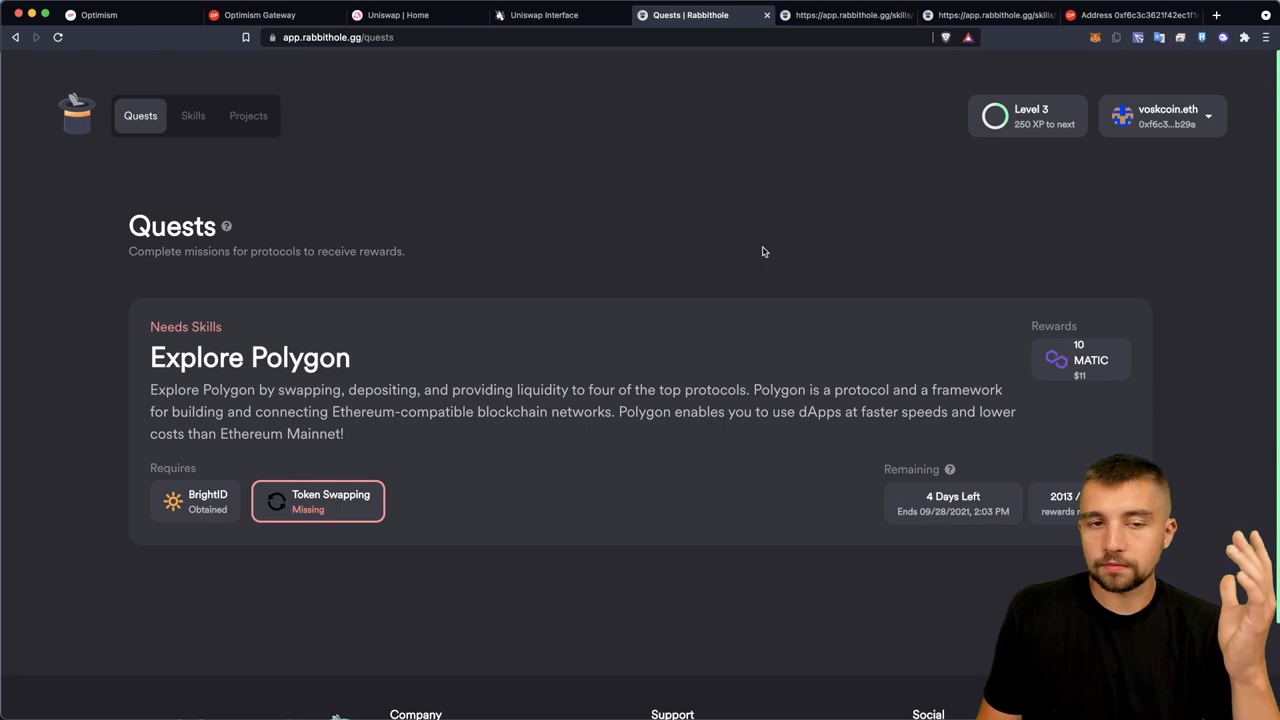 Optimism
Optimism Gateway
Uniswap | Home
Uniswap Interface
Quests | Rabbithole
https://app.rabbithole.gg/skills/
https://app.rabbithole.gg/skills/
Address 0xf6c3c3621f42ec1f1
app.rabbithole.gg/quests
Quests
Skills
Projects
Level 3
250 XP to next
voskcoin.eth
0xf6c3...b29a
Quests
Complete missions for protocols to receive rewards.
Needs Skills
Explore Polygon
Explore Polygon by swapping, depositing, and providing liquidity to four of the top protocols. Polygon is a protocol and a framework
for building and connecting Ethereum-compatible blockchain networks. Polygon enables you to use dApps at faster speeds and lower
costs than Ethereum Mainnet!
Rewards
10
MATIC
$11
Requires
BrightID
Obtained
Token Swapping
Missing
Remaining
4 Days Left
Ends 09/28/2021, 2:03 PM
2013 /
rewards
Company
Support
Social